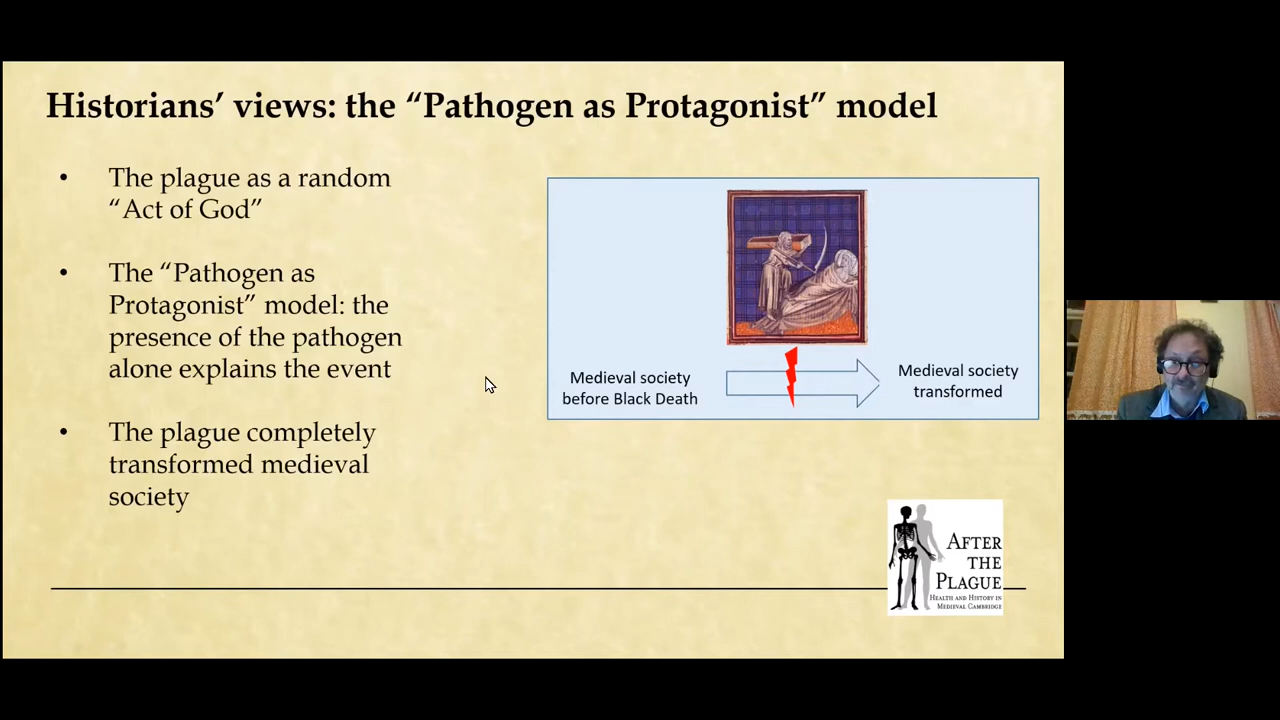 Historians’ views: the “Pathogen as Protagonist” model
• The plague as a random
“Act of God”
• The “Pathogen as
Protagonist” model: the
presence of the pathogen
alone explains the event
• The plague completely
transformed medieval
society
Medieval society
before Black Death
Medieval society
transformed
AFTER
THE
PLAGUE
HEALTH AND HISTORY IN
MEDIEVAL CAMBRIDGE